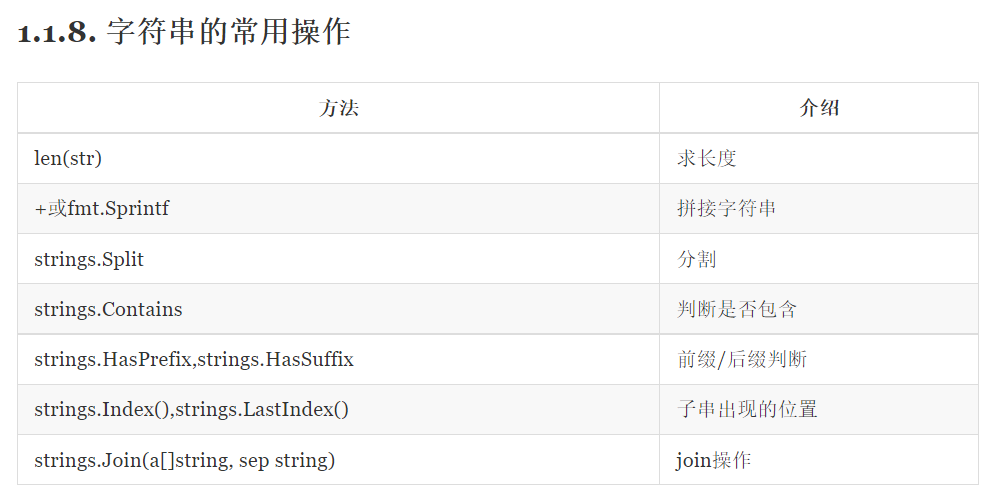 1.1.8. 字符串的常用操作
方法 介绍
len(str) 求长度
+或fmt.Sprintf 拼接字符串
strings.Split 分割
strings.Contains 判断是否包含
strings.HasPrefix,strings.HasSuffix 前缀/后缀判断
strings.Index(),strings.LastIndex() 子串出现的位置
strings.Join(a[]string, sep string) join操作